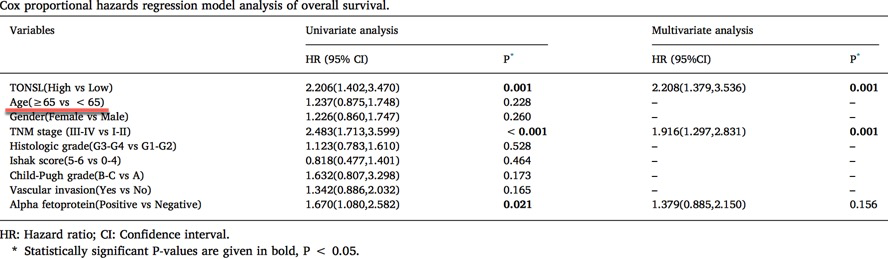 Cox proportional hazards regression model analysis of overall survival.
Variables Univariate analysis Multivariate analysis
HR (95% CI) P* HR (95%CI) P*
TONSL(High vs Low) 2.206(1.402,3.470) 0.001 2.208(1.379,3.536) 0.001
Age(≥65 vs < 65) 1.237(0.875,1.748) 0.228 – –
Gender(Female vs Male) 1.226(0.860,1.747) 0.260 – –
TNM stage (III-IV vs I-II) 2.483(1.713,3.599) < 0.001 1.916(1.297,2.831) 0.001
Histologic grade(G3-G4 vs G1-G2) 1.123(0.783,1.610) 0.528 – –
Ishak score(5-6 vs 0-4) 0.818(0.477,1.401) 0.464 – –
Child-Pugh grade(B-C vs A) 1.632(0.807,3.298) 0.173 – –
Vascular invasion(Yes vs No) 1.342(0.886,2.032) 0.165 – –
Alpha fetoprotein(Positive vs Negative) 1.670(1.080,2.582) 0.021 1.379(0.885,2.150) 0.156
HR: Hazard ratio; CI: Confidence interval.
* Statistically significant P-values are given in bold, P < 0.05.